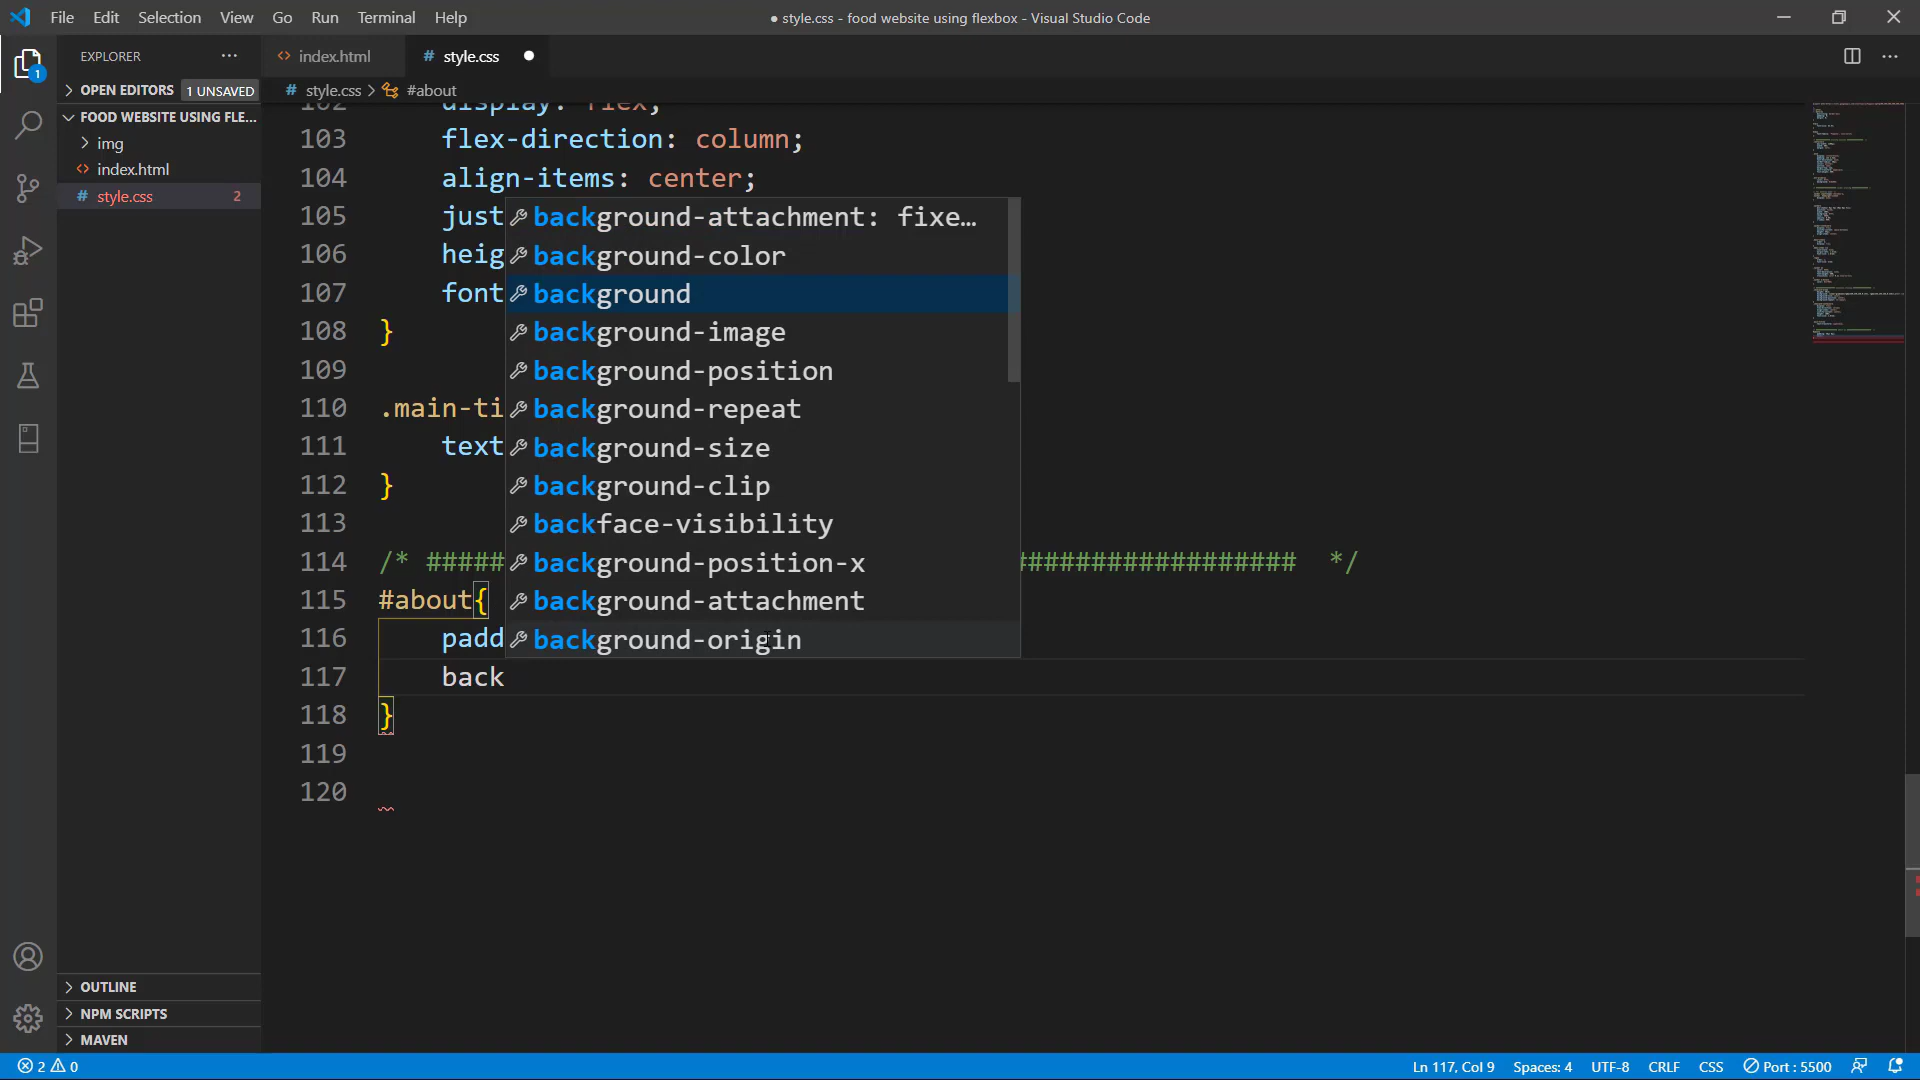 File Edit Selection View Go Run Terminal Help
● style.css - food website using flexbox - Visual Studio Code
EXPLORER
index.html
# style.css
OPEN EDITORS 1 UNSAVED
# style.css > #about
FOOD WEBSITE USING FLE...
img
index.html
# style.css 2
102 display: flex;
103 flex-direction: column;
104 align-items: center;
105 just
106 heig
107 font
108 }
109
110 .main-ti
111 text
112 }
113
114 /* ##### ################## */
115 #about{
116 padd
117 back
118 }
119
120
background-attachment: fixe…
background-color
background
background-image
background-position
background-repeat
background-size
background-clip
backface-visibility
background-position-x
background-attachment
background-origin
1
OUTLINE
NPM SCRIPTS
MAVEN
2 0
Ln 117, Col 9 Spaces: 4 UTF-8 CRLF CSS Port : 5500